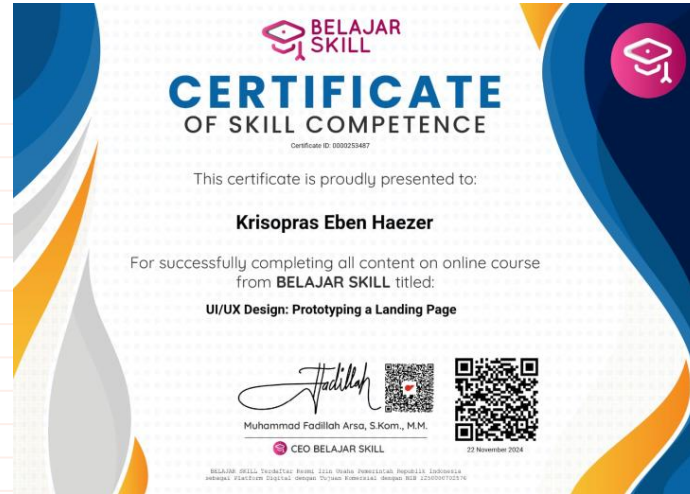 BELAJAR
SKILL
CERTIFICATE
OF SKILL COMPETENCE
Certificate ID: 0000253487
This certificate is proudly presented to:
Krisopras Eben Haezer
For successfully completing all content on online course
from BELAJAR SKILL titled:
UI/UX Design: Prototyping a Landing Page
Fadillah
Muhammad Fadillah Arsa, S.Kom., M.M.
CEO BELAJAR SKILL
22 November 2024
BELAJAR SKILL Terdaftar Resmi Izin Usaha Pemerintah Republik Indonesia
sebagai Platform Digital dengan Tujuan Komersial dengan NIB